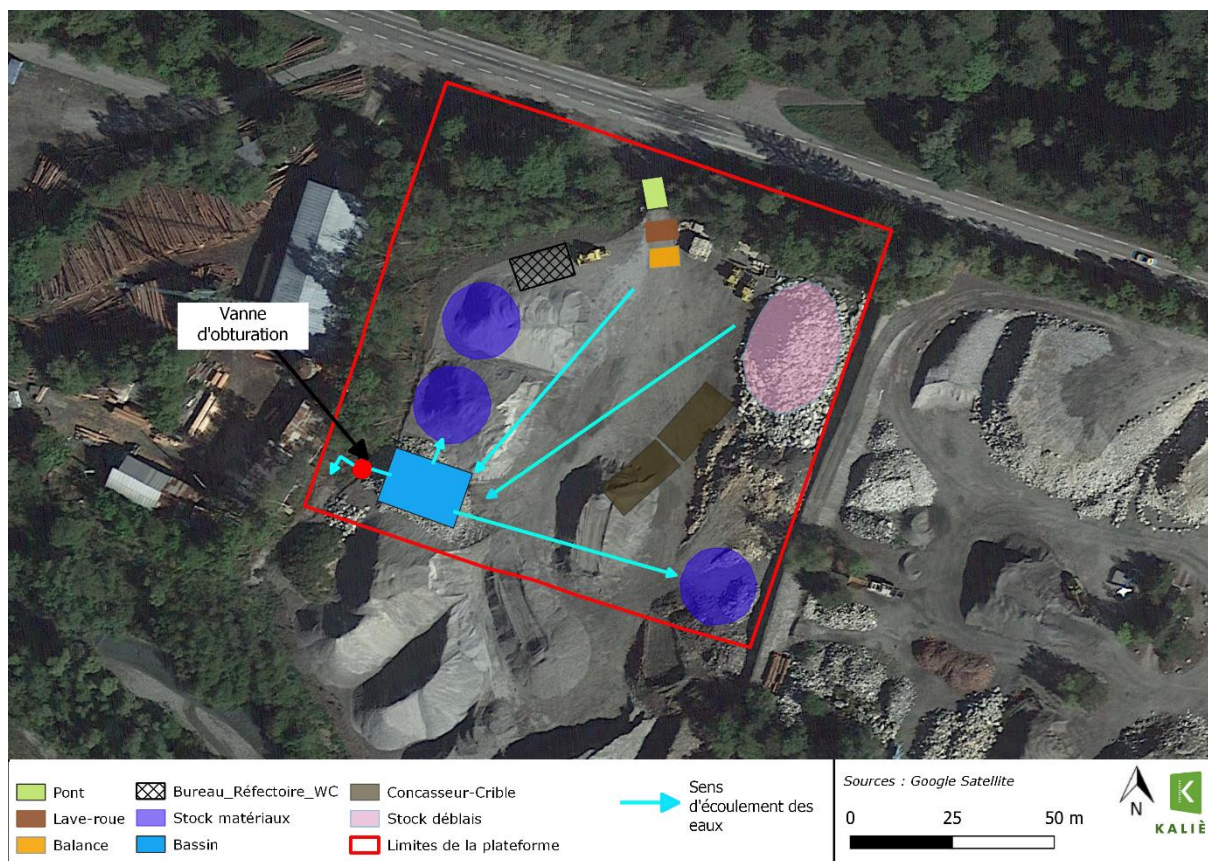 Vanne
d'obturation
Pont
Bureau_Réfectoire_WC
Concasseur-Crible
Sens
d'écoulement des
eaux
Lave-roue
Stock matériaux
Stock déblais
Balance
Bassin
Limites de la plateforme
Sources : Google Satellite
0 25 50 m
N
KALIÈS